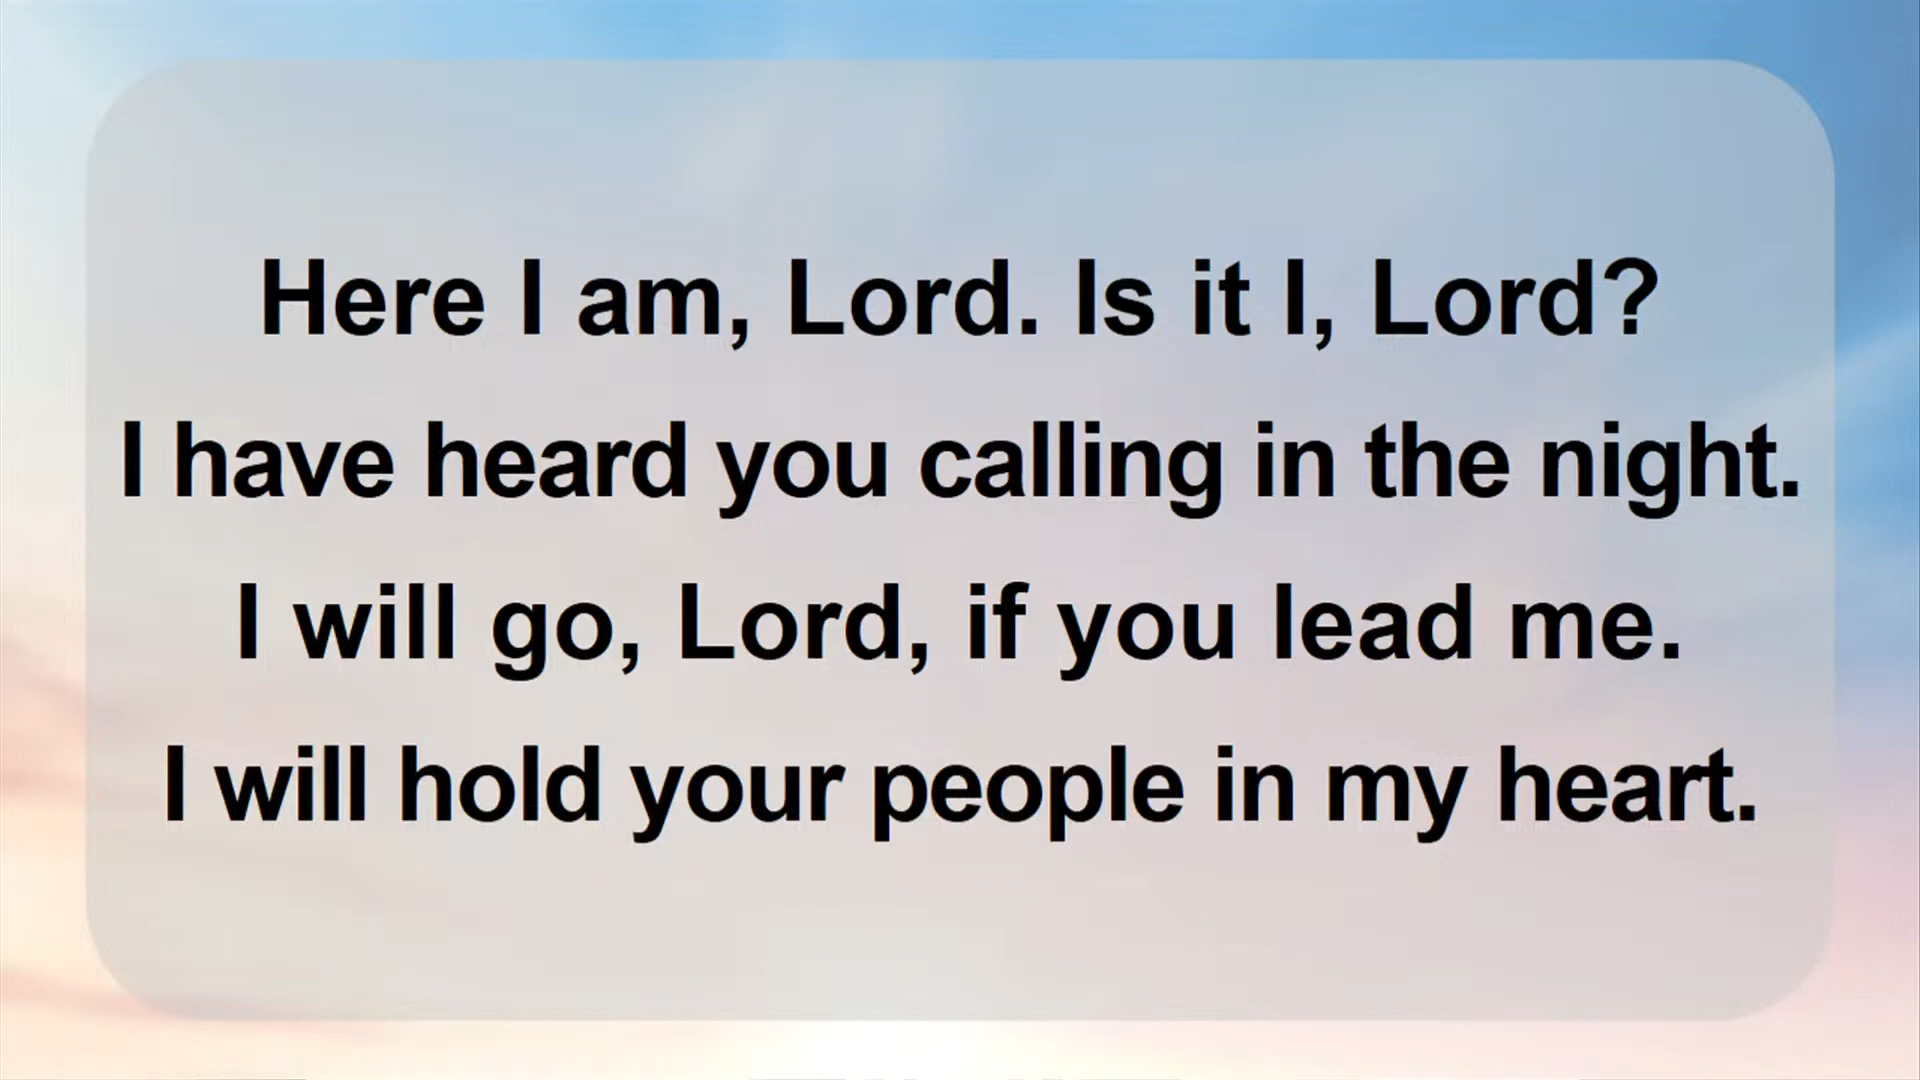 Here I am, Lord. Is it I, Lord?
I have heard you calling in the night.
I will go, Lord, if you lead me.
I will hold your people in my heart.